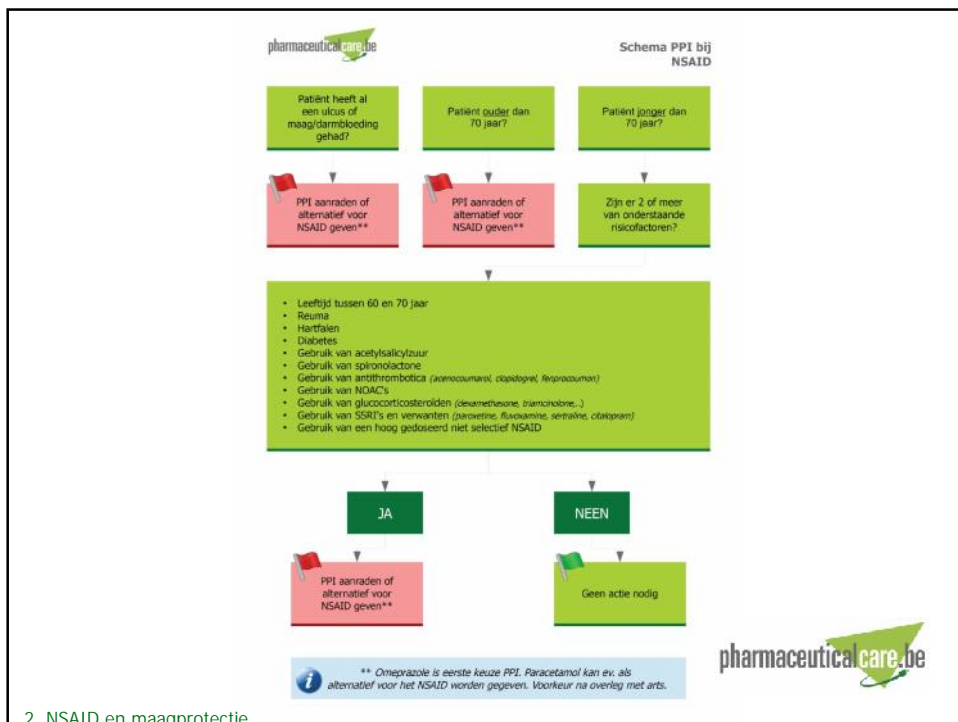 pharmaceuticalcare.be
Schema PPI bij
NSAID
Patiënt heeft al
een ulcus of
maag/darmbloeding
gehad?
Patiënt ouder dan
70 jaar?
Patiënt jonger dan
70 jaar?
PPI aanraden of
alternatief voor
NSAID geven**
PPI aanraden of
alternatief voor
NSAID geven**
Zijn er 2 of meer
van onderstaande
risicofactoren?
• Leeftijd tussen 60 en 70 jaar
• Reuma
• Hartfalen
• Diabetes
• Gebruik van acetylsalicylzuur
• Gebruik van spironolactone
• Gebruik van antithrombotica (acenocoumarol, clopidogrel, fenprocoumon)
• Gebruik van NOAC's
• Gebruik van glucocorticosteroïden (dexamethasone, triamcinolone,..)
• Gebruik van SSRI's en verwanten (paroxetine, fluvoxamine, sertraline, citalopram)
• Gebruik van een hoog gedoseerd niet selectief NSAID
JA
NEEN
PPI aanraden of
alternatief voor
NSAID geven**
Geen actie nodig
** Omeprazole is eerste keuze PPI. Paracetamol kan ev. als
alternatief voor het NSAID worden gegeven. Voorkeur na overleg met arts.
pharmaceuticalcare.be
2. NSAID en maagprotectie